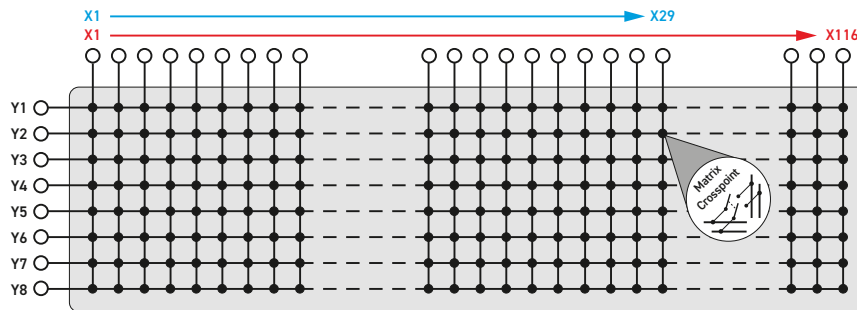 X1 X29
X1 X116
Y1
Y2
Y3
Y4
Y5
Y6
Y7
Y8
Matrix
Crosspoint